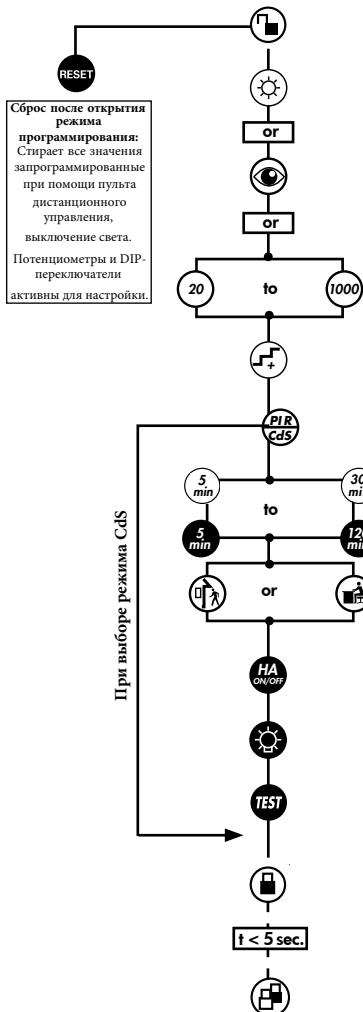 RESET
Сброс после открытия
режима
программирования:
Стирает все значения
запрограммированные
при помощи пульта
дистанционного
управления,
выключение света.
Потенциометры и DIP-
переключатели
активны для настройки.
or
or
20 to 1000
+
PIR
CdS
5
min
to
5
min
or
При выборе режима CdS
HA
ON/OFF
TEST
t < 5 sec.